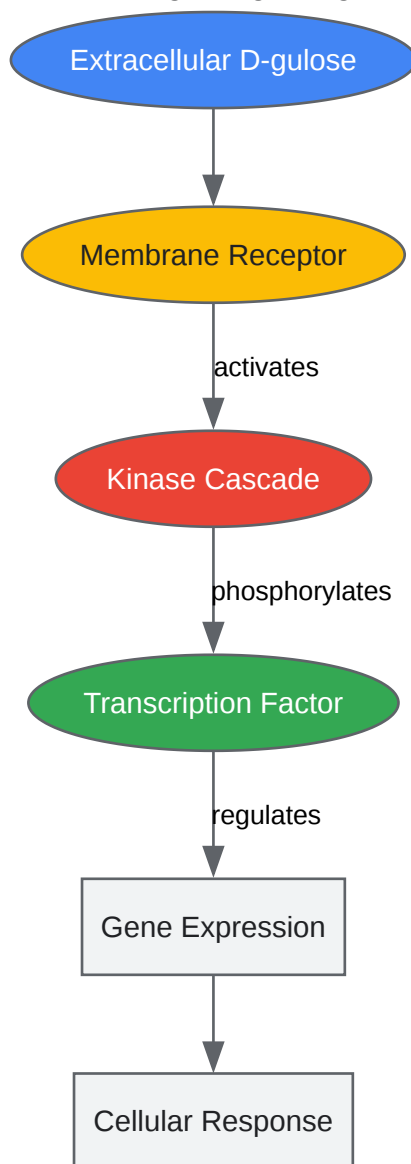 Extracellular D-gulose
Membrane Receptor
activates
Kinase Cascade
phosphorylates
Transcription Factor
regulates
Gene Expression
Cellular Response